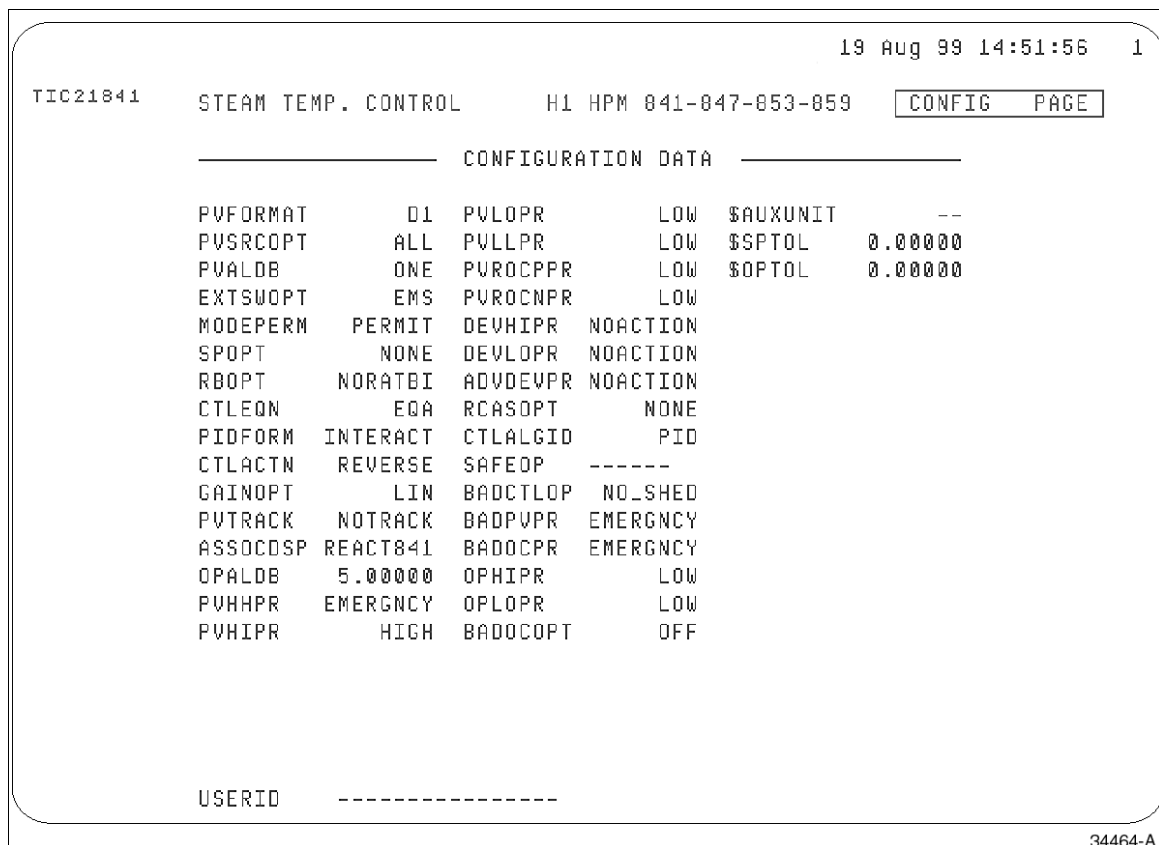 19 Aug 99 14:51:56 1
TIC21841 STEAM TEMP. CONTROL H1 HPM 841-847-853-859 CONFIG PAGE
CONFIGURATION DATA
PVFORMAT D1 PVLOPR LOW $AUXUNIT --
PVSRCOPT ALL PVLLPR LOW $SPTOL 0.00000
PVALDB ONE PVROCPPR LOW $OPTOL 0.00000
EXTSWOPT EMS PVROCNPR LOW
MODEPERM PERMIT DEVHIPR NOACTION
SPOPT NONE DEVLOPR NOACTION
RBOPT NORATBI ADVDEVPR NOACTION
CTLEQN EQA RCASOPT NONE
PIDFORM INTERACT CTLALGID PID
CTLACTN REVERSE SAFEOP ------
GAINOPT LIN BADCTLOP NO_SHED
PVTRACK NOTRACK BADPVPR EMERGNCY
ASSOCDSP REACT841 BADOCPR EMERGNCY
OPALDB 5.00000 OPHIPR LOW
PVHHPR EMERGNCY OPLOPR LOW
PVHIPR HIGH BADOCOPT OFF
USERID ----------------
34464-A